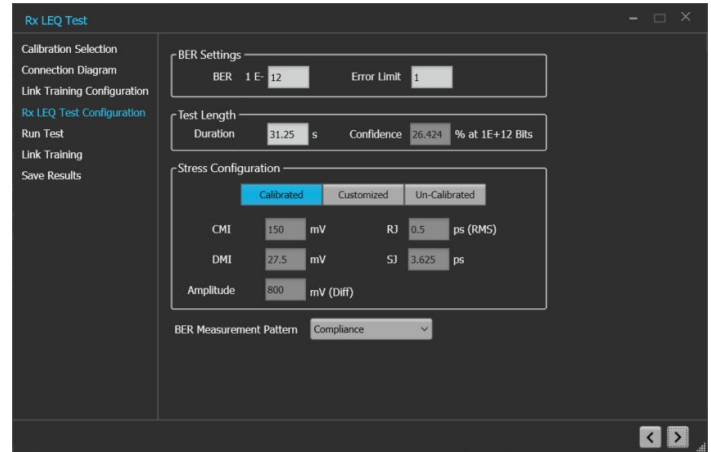 Rx LEQ Test
Calibration Selection
Connection Diagram
Link Training Configuration
Rx LEQ Test Configuration
Run Test
Link Training
Save Results
BER Settings
BER 1 E- 12 Error Limit 1
Test Length
Duration 31.25 s Confidence 26.424 % at 1E+12 Bits
Stress Configuration
Calibrated Customized Un-Calibrated
CMI 150 mV RJ 0.5 ps (RMS)
DMI 27.5 mV SJ 3.625 ps
Amplitude 800 mV (Diff)
BER Measurement Pattern Compliance